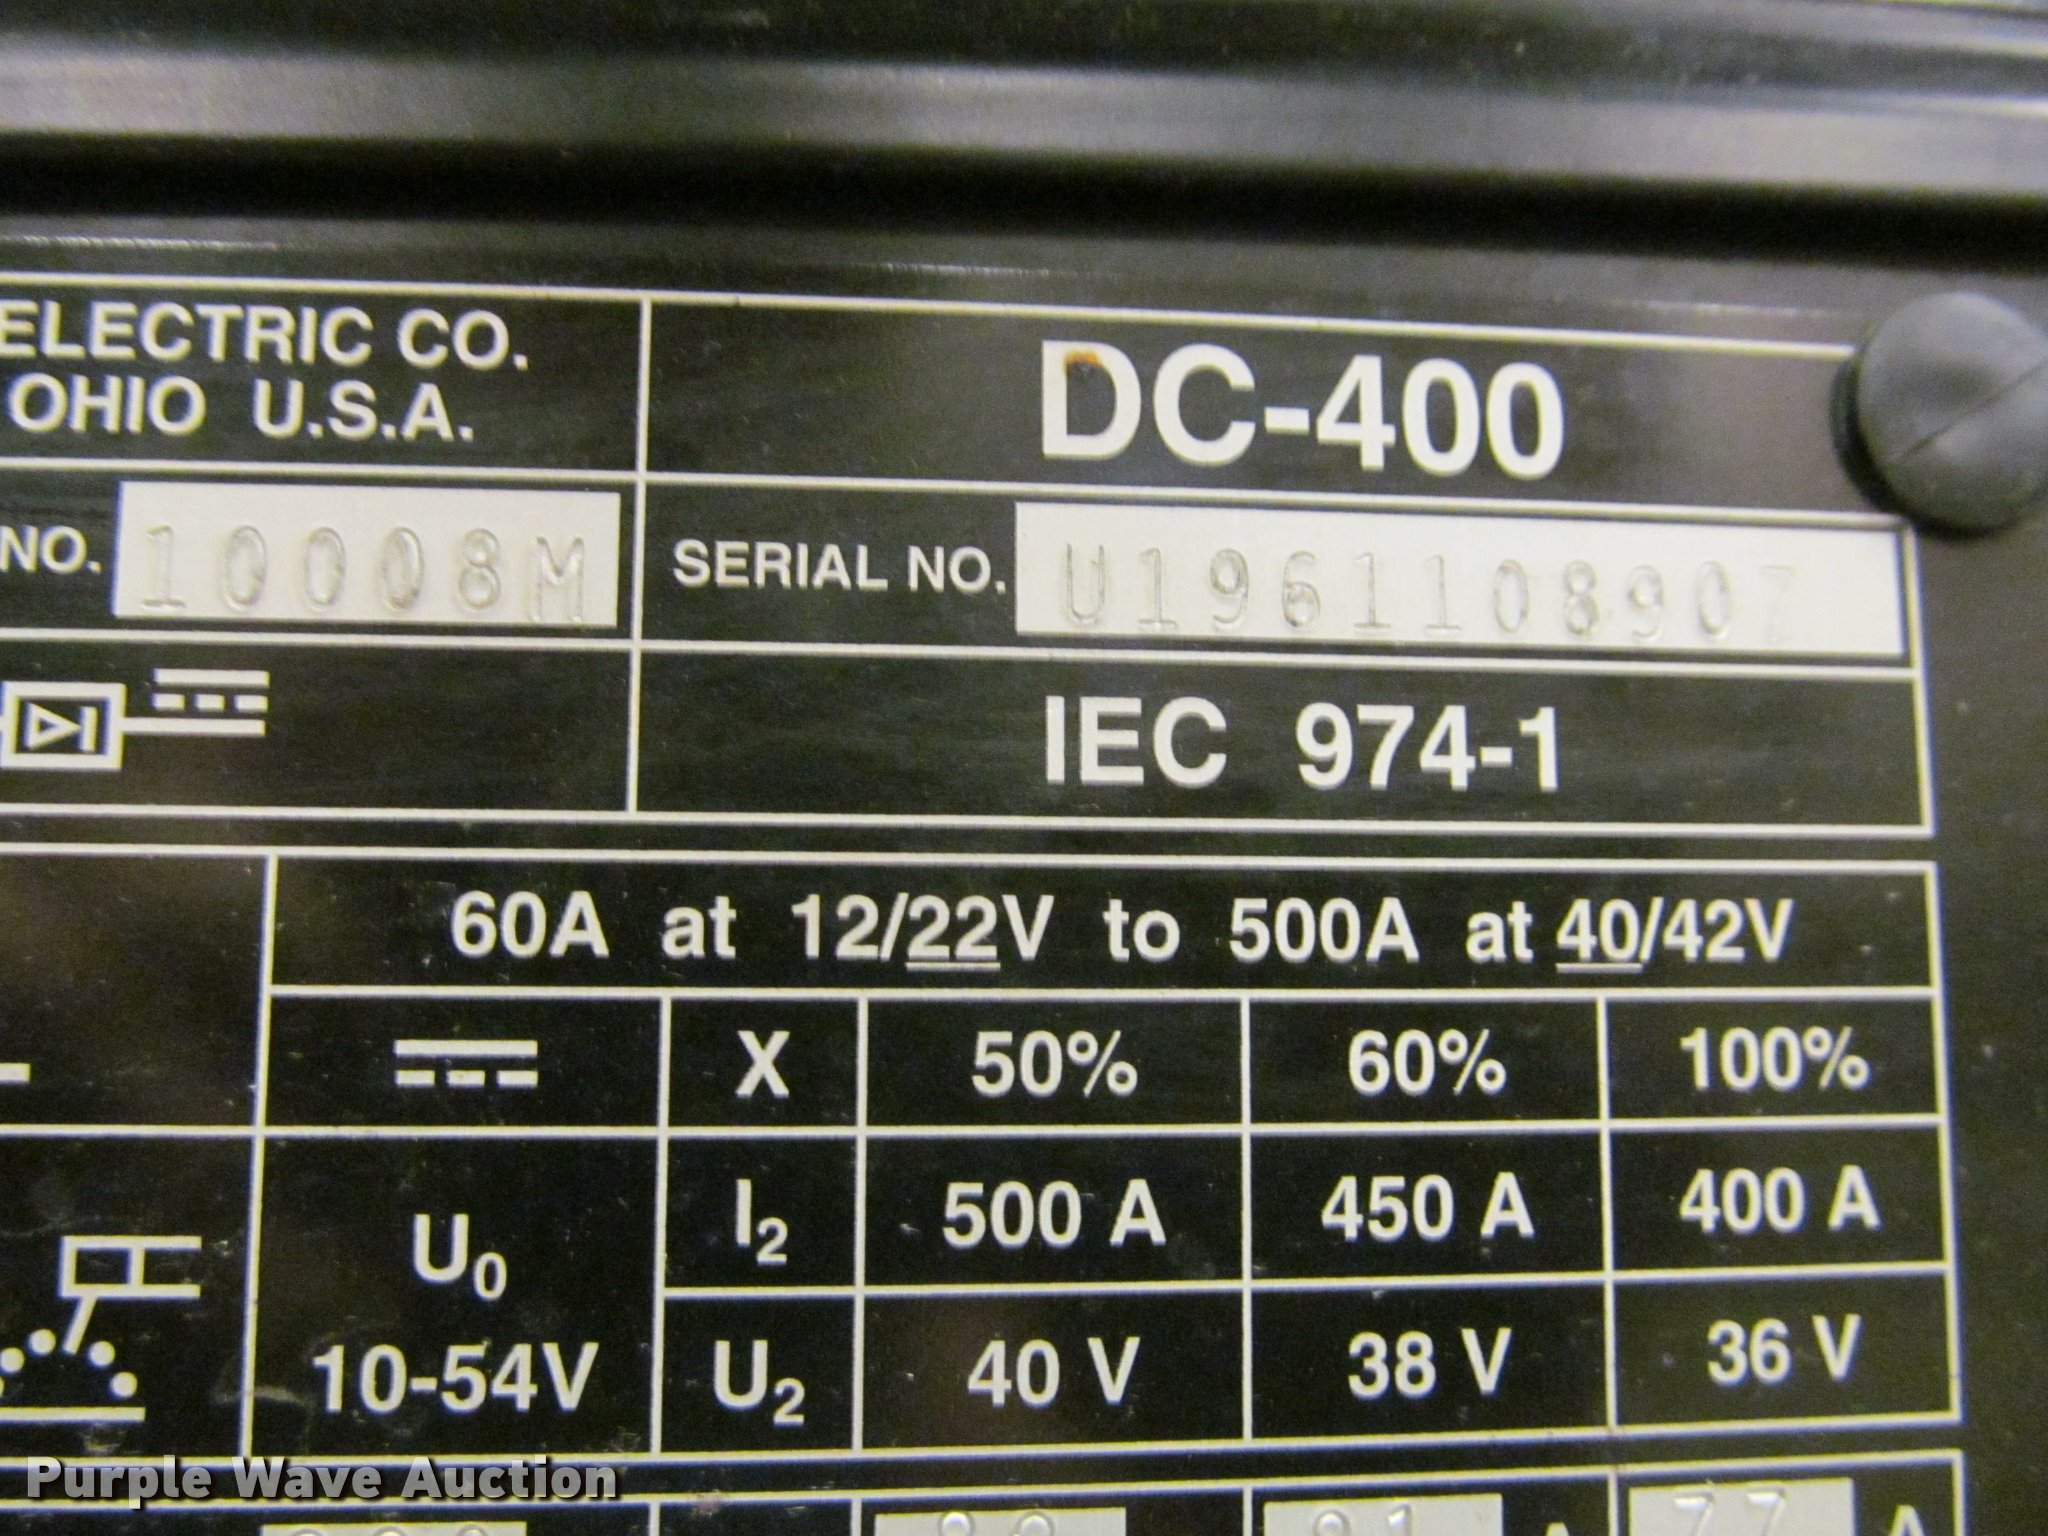 ELECTRIC CO.
OHIO U.S.A.
DC-400
NO. 10008M
SERIAL NO. U1961108907
IEC 974-1
60A at 12/22V to 500A at 40/42V
X 50% 60% 100%
U0
10-54V
I2 500 A 450 A 400 A
U2 40 V 38 V 36 V
77 A
Purple Wave Auction